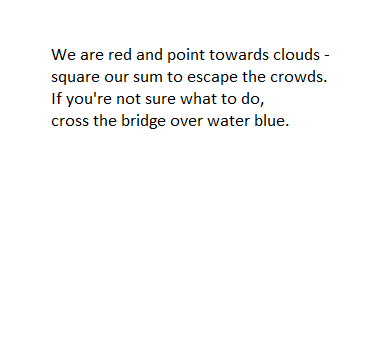 We are red and point towards clouds -
square our sum to escape the crowds.
If you're not sure what to do,
cross the bridge over water blue.